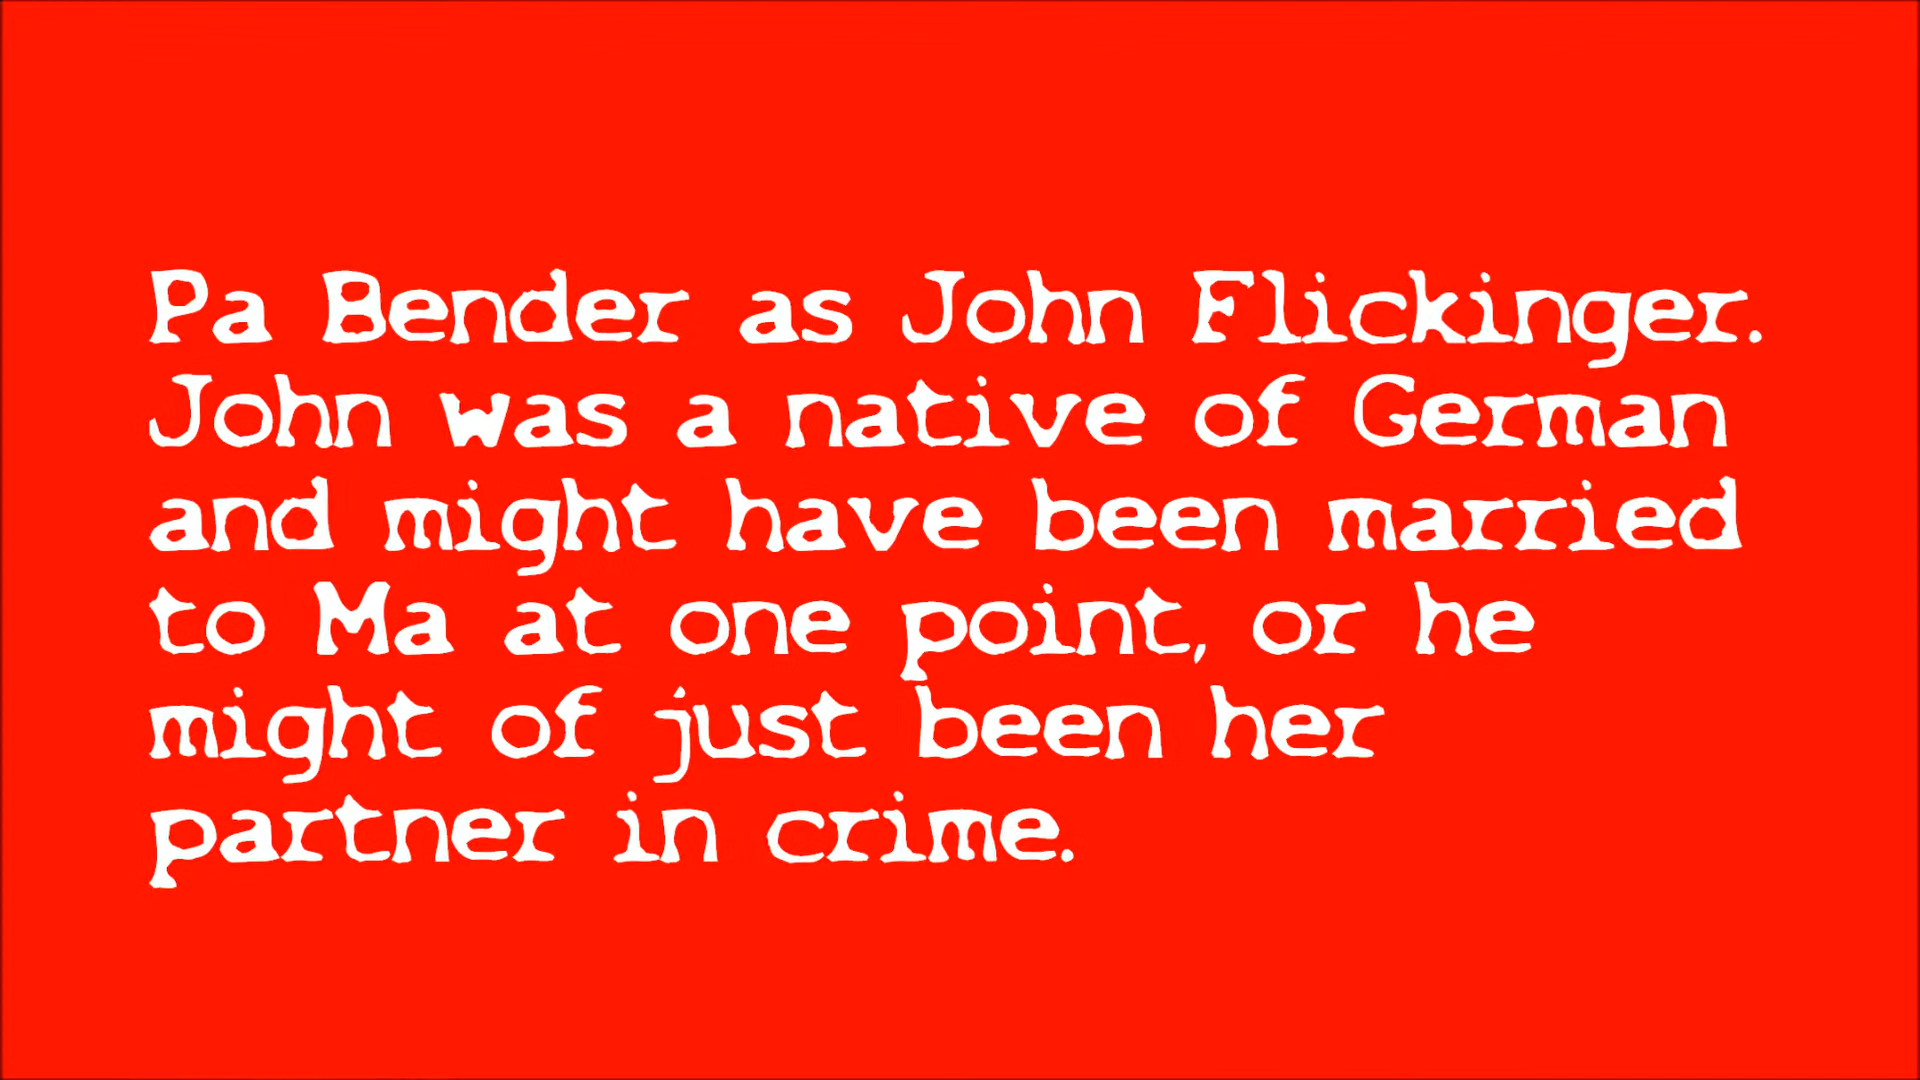 Pa Bender as John Flickinger.
John was a native of German
and might have been married
to Ma at one point, or he
might of just been her
partner in crime.